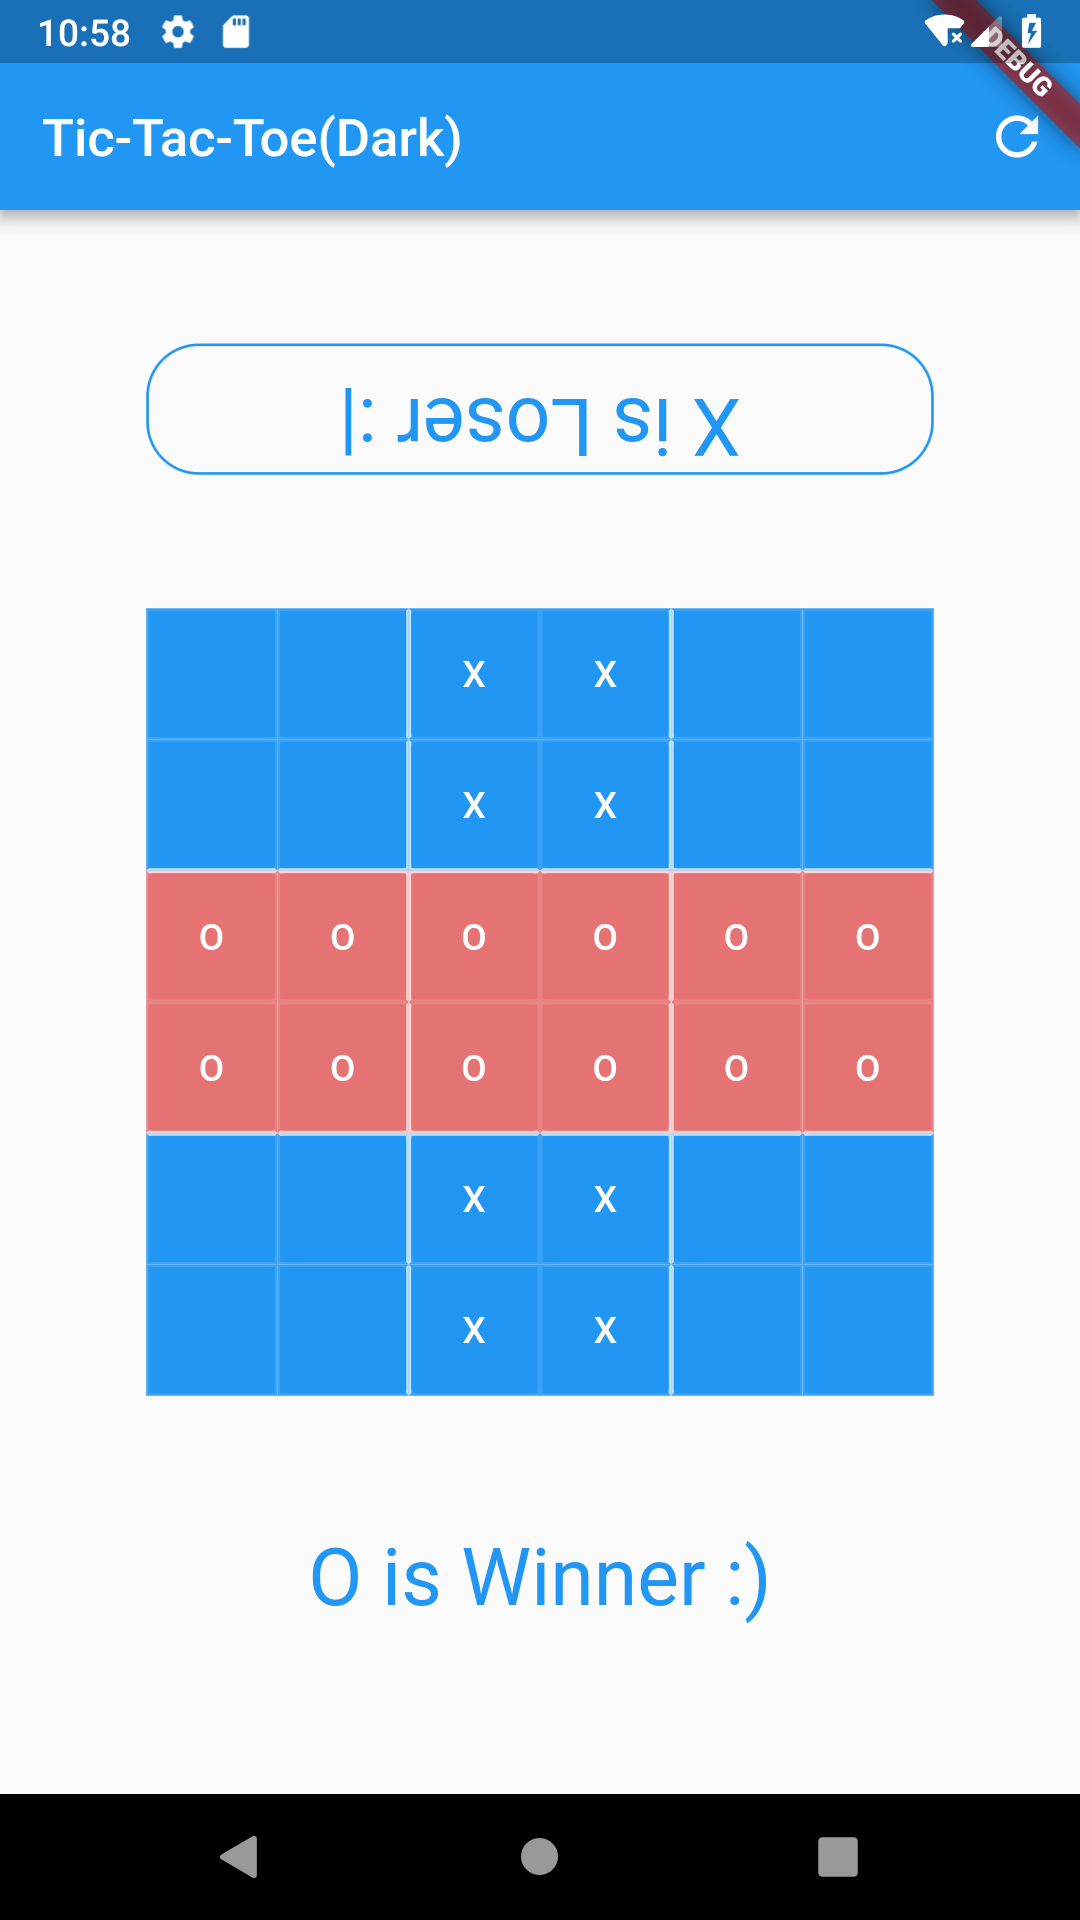 10:58
DEBUG
Tic-Tac-Toe(Dark)
X is Loser :|
X X
X X
O O O O O O
O O O O O O
X X
X X
O is Winner :)